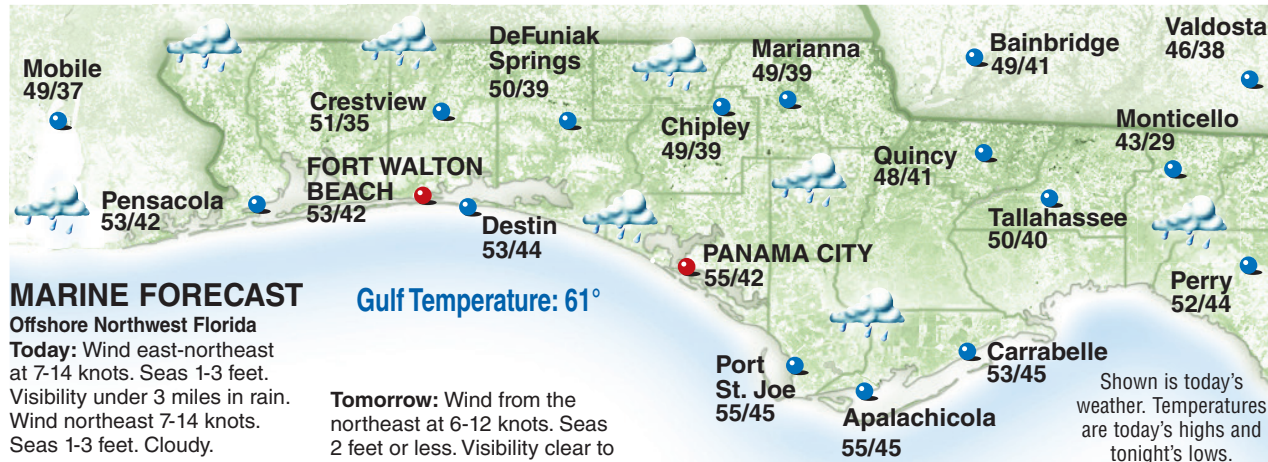 Mobile
49/37
Crestview
51/35
DeFuniak
Springs
50/39
Marianna
49/39
Chipley
49/39
Bainbridge
49/41
Valdosta
46/38
Monticello
43/29
Quincy
48/41
Tallahassee
50/40
Pensacola
53/42
FORT WALTON
BEACH
53/42
Destin
53/44
PANAMA CITY
55/42
Perry
52/44
Port
St. Joe
55/45
Apalachicola
55/45
Carrabelle
53/45
MARINE FORECAST
Offshore Northwest Florida
Today: Wind east-northeast
at 7-14 knots. Seas 1-3 feet.
Visibility under 3 miles in rain.
Wind northeast 7-14 knots.
Seas 1-3 feet. Cloudy.
Gulf Temperature: 61°
Tomorrow: Wind from the
northeast at 6-12 knots. Seas
2 feet or less. Visibility clear to
Shown is today's
weather. Temperatures
are today's highs and
tonight's lows.